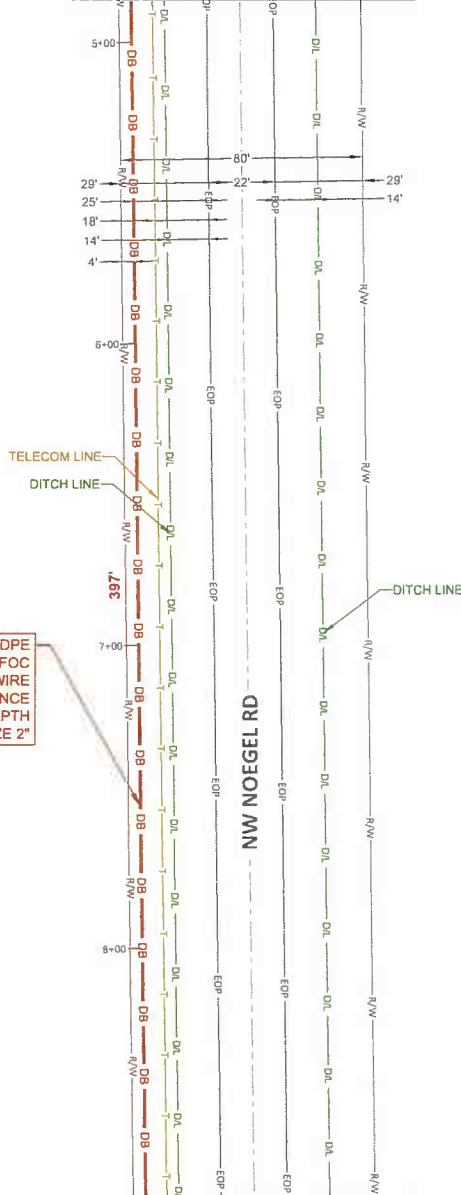 5+00
80'
29'
22'
29'
25'
14'
18'
14'
4'
6+00
TELECOM LINE
DITCH LINE
397'
DITCH LINE
DPE
FOC
WIRE
NCE
PTH
ZE 2"
7+00
NW NOEGEL RD
8+00
R/W
DB
T
D/L
EOP
EOP
D/L
R/W